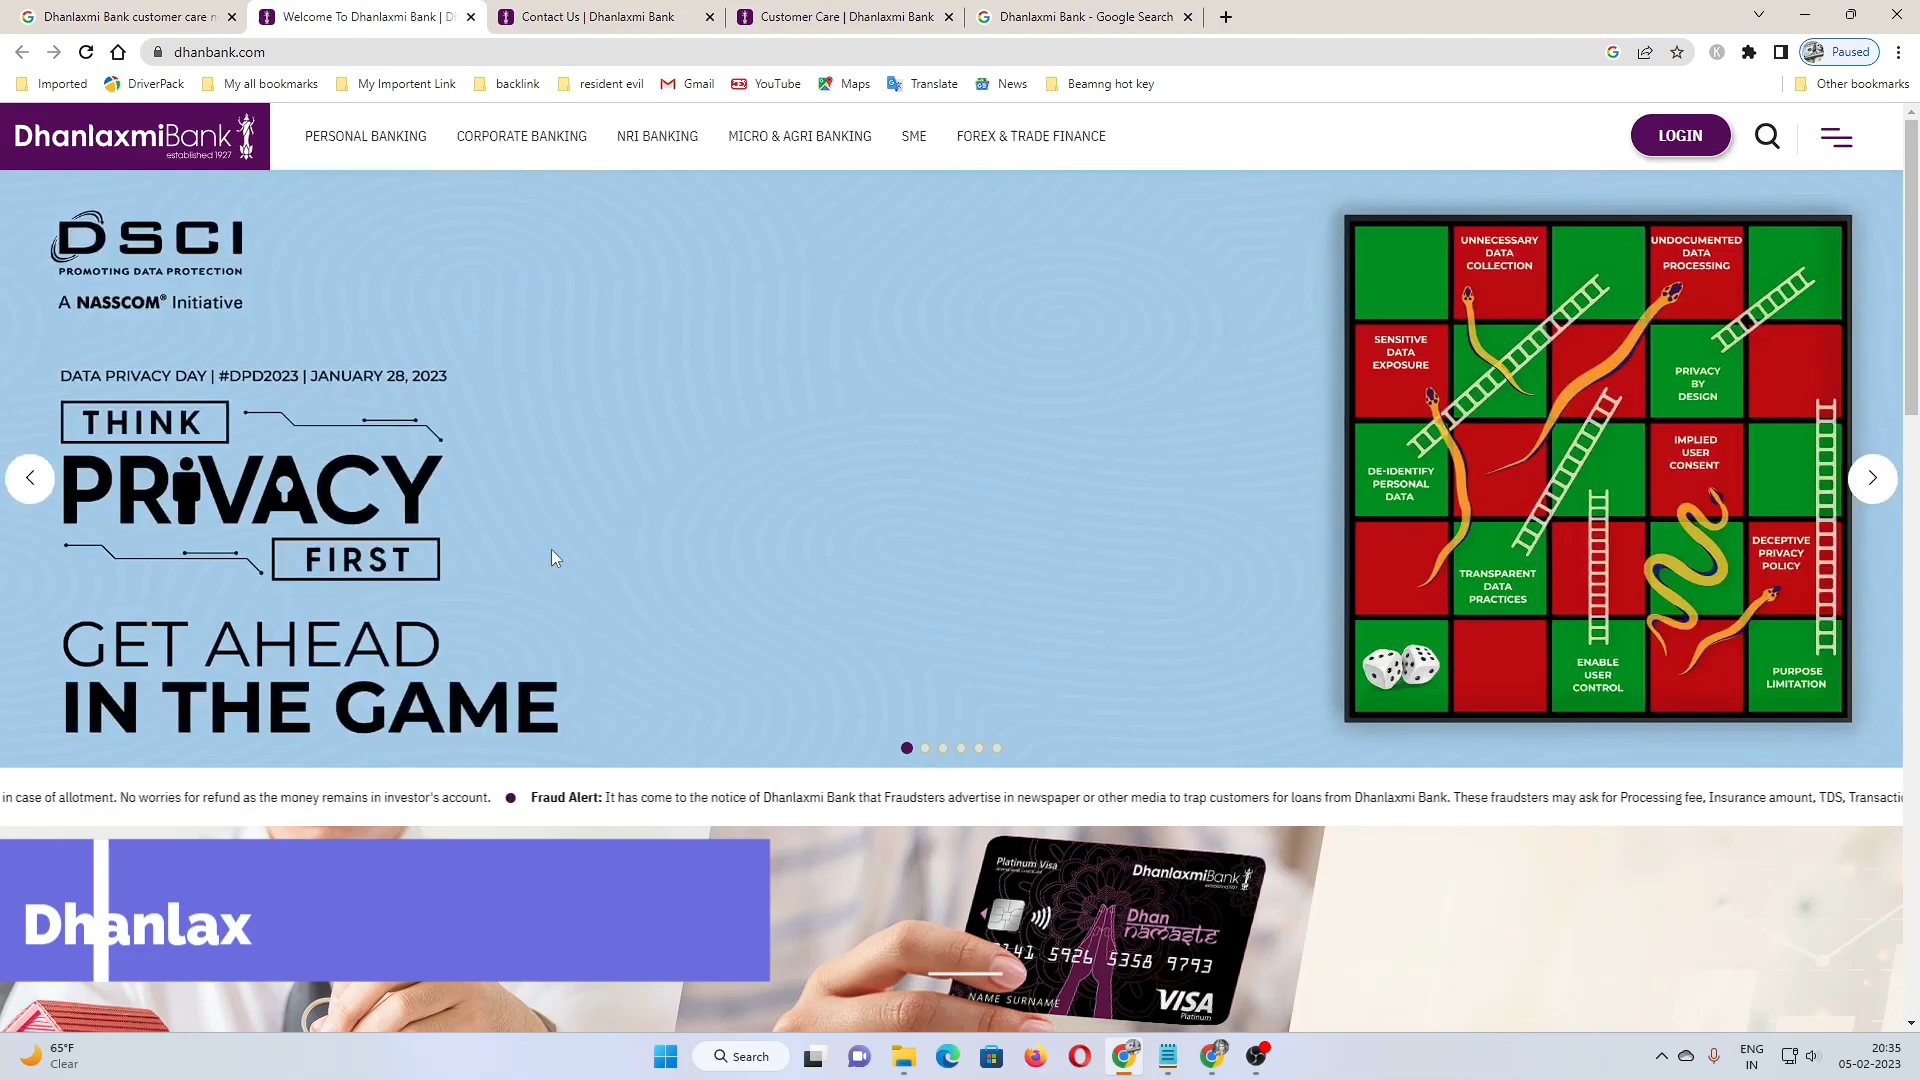 Dhanlaxmi Bank customer care n
Welcome To Dhanlaxmi Bank | Dh
Contact Us | Dhanlaxmi Bank
Customer Care | Dhanlaxmi Bank
Dhanlaxmi Bank - Google Search
dhanbank.com
Paused
Imported
DriverPack
My all bookmarks
My Importent Link
backlink
resident evil
Gmail
YouTube
Maps
Translate
News
Beamng hot key
Other bookmarks
DhanlaxmiBank
established 1927
PERSONAL BANKING
CORPORATE BANKING
NRI BANKING
MICRO & AGRI BANKING
SME
FOREX & TRADE FINANCE
LOGIN
DSCI
PROMOTING DATA PROTECTION
A NASSCOM® Initiative
DATA PRIVACY DAY | #DPD2023 | JANUARY 28, 2023
THINK
PRiVACY
FIRST
GET AHEAD
IN THE GAME
UNNECESSARY
DATA
COLLECTION
UNDOCUMENTED
DATA
PROCESSING
SENSITIVE
DATA
EXPOSURE
PRIVACY
BY
DESIGN
DE-IDENTIFY
PERSONAL
DATA
IMPLIED
USER
CONSENT
TRANSPARENT
DATA
PRACTICES
DECEPTIVE
PRIVACY
POLICY
ENABLE
USER
CONTROL
PURPOSE
LIMITATION
in case of allotment. No worries for refund as the money remains in investor's account. Fraud Alert: It has come to the notice of Dhanlaxmi Bank that Fraudsters advertise in newspaper or other media to trap customers for loans from Dhanlaxmi Bank. These fraudsters may ask for Processing fee, Insurance amount, TDS, Transactic
Dhanlax
Platinum Visa
DhanlaxmiBank
Dhan
namaste
5926 5358 9793
NAME SURNAME
VISA
Platinum
65°F
Clear
Search
ENG
IN
20:35
05-02-2023